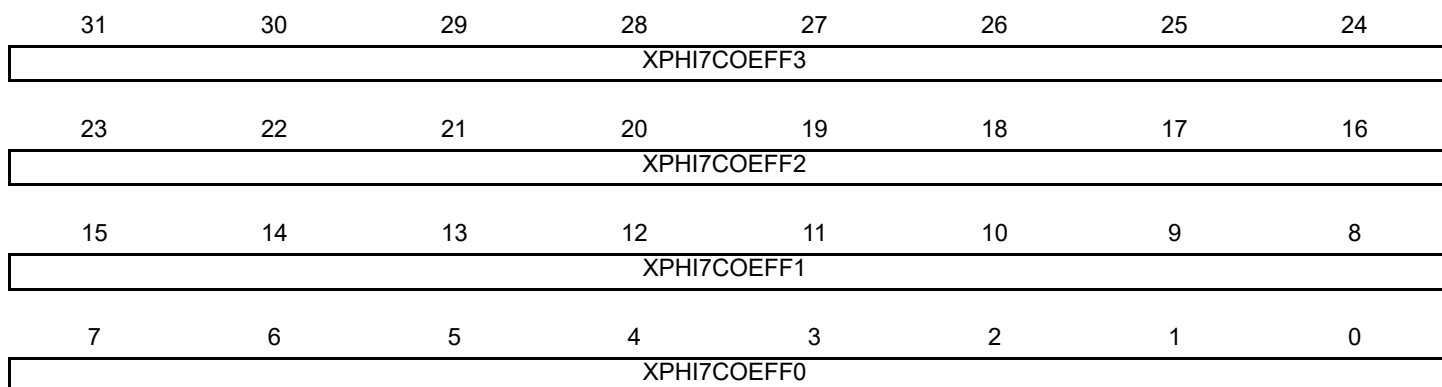 31 30 29 28 27 26 25 24
XPHI7COEFF3
23 22 21 20 19 18 17 16
XPHI7COEFF2
15 14 13 12 11 10 9 8
XPHI7COEFF1
7 6 5 4 3 2 1 0
XPHI7COEFF0